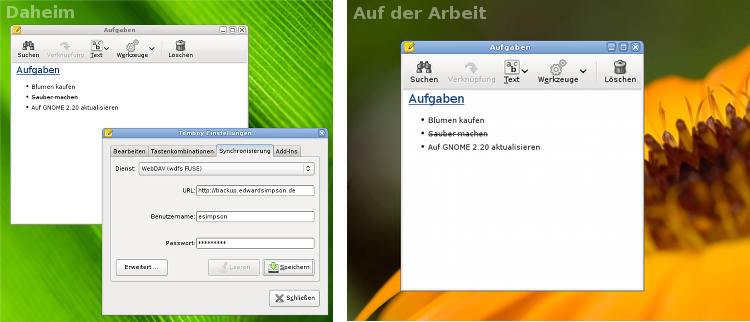 Daheim
Aufgaben
Suchen Verknüpfung Text Werkzeuge Löschen
Aufgaben
• Blumen kaufen
• Sauber machen
• Auf GNOME 2.20 aktualisieren
Tomboy Einstellungen
Bearbeiten Tastenkombinationen Synchronisierung Add-Ins
Dienst: WebDAV (wdfs FUSE)
URL: http://backup.edwardsimpson.de
Benutzername: esimpson
Passwort: *********
Erweitert ... Leeren Speichern
Schließen
Auf der Arbeit
Aufgaben
Suchen Verknüpfung Text Werkzeuge Löschen
Aufgaben
• Blumen kaufen
• Sauber machen
• Auf GNOME 2.20 aktualisieren